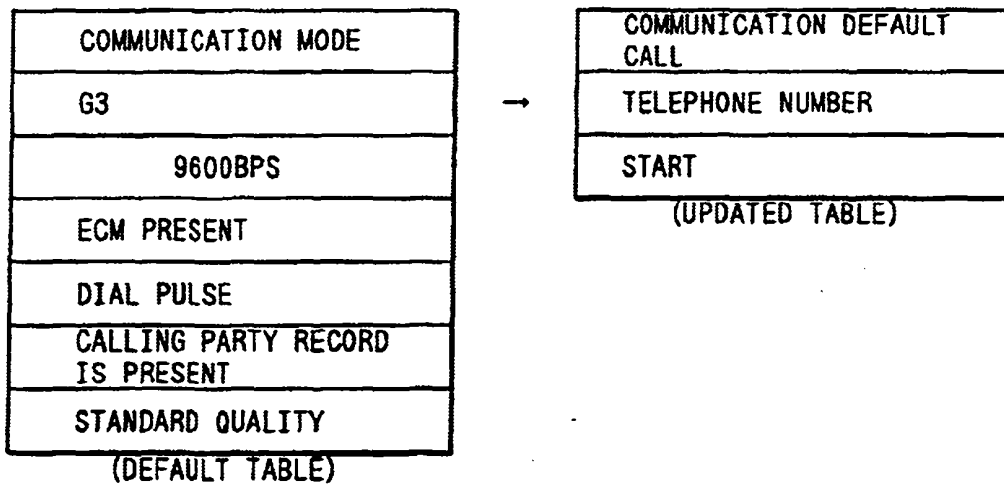 COMMUNICATION MODE
G3
9600BPS
ECM PRESENT
DIAL PULSE
CALLING PARTY RECORD
IS PRESENT
STANDARD QUALITY
(DEFAULT TABLE)
→
COMMUNICATION DEFAULT
CALL
TELEPHONE NUMBER
START
(UPDATED TABLE)